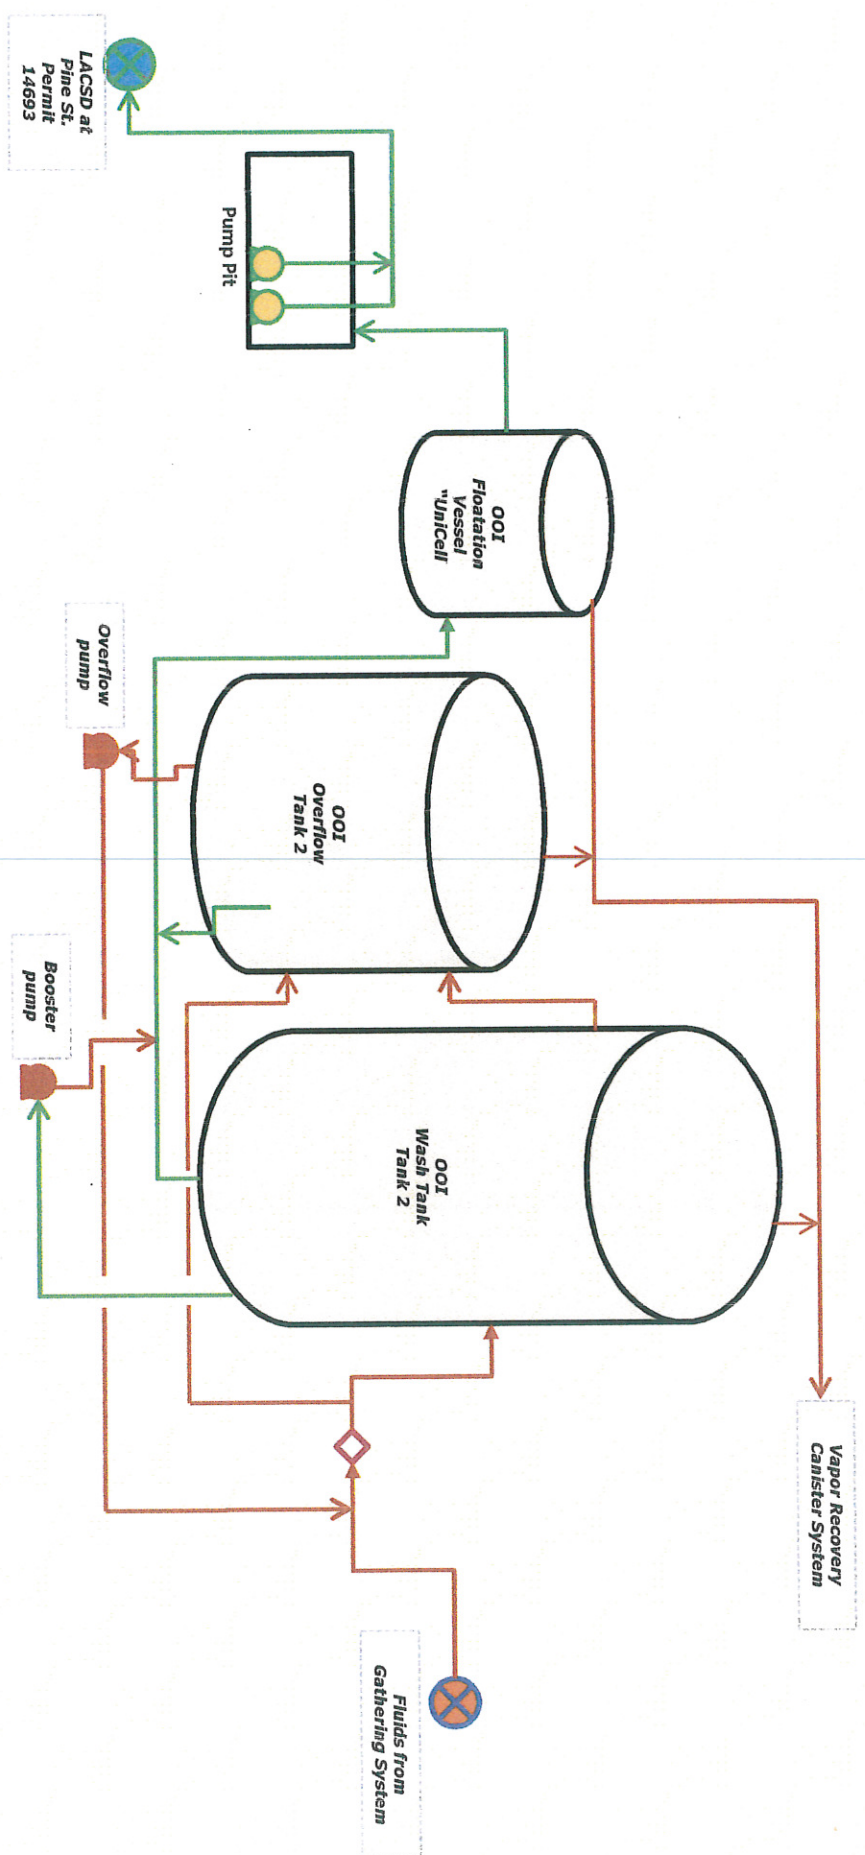 LACSD at
Pine St.
Permit
14693
Pump Pit
OOI
Floatation
Vessel
"UniCell
Overflow
pump
OOI
Overflow
Tank 2
Booster
pump
OOI
Wash Tank
Tank 2
Vapor Recovery
Canister System
Fluids from
Gathering System